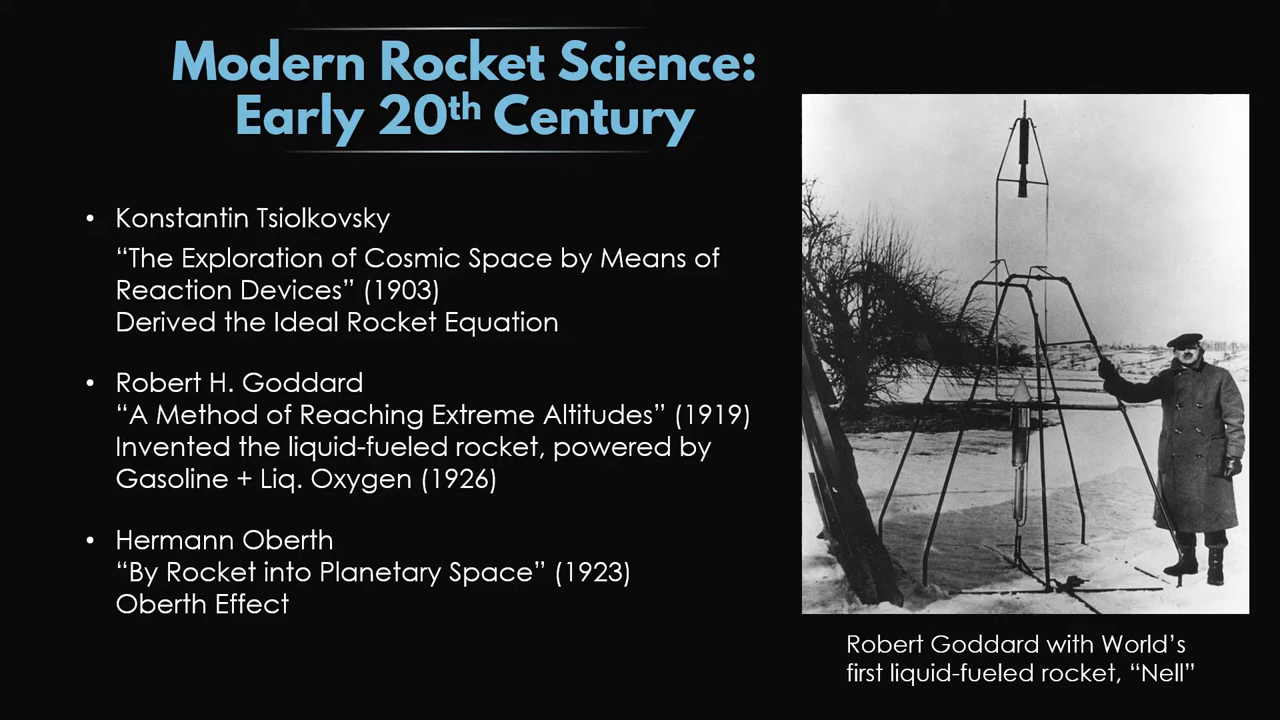 Modern Rocket Science:
Early 20th Century
• Konstantin Tsiolkovsky
“The Exploration of Cosmic Space by Means of
Reaction Devices” (1903)
Derived the Ideal Rocket Equation
• Robert H. Goddard
“A Method of Reaching Extreme Altitudes” (1919)
Invented the liquid-fueled rocket, powered by
Gasoline + Liq. Oxygen (1926)
• Hermann Oberth
“By Rocket into Planetary Space” (1923)
Oberth Effect
Robert Goddard with World’s
first liquid-fueled rocket, “Nell”